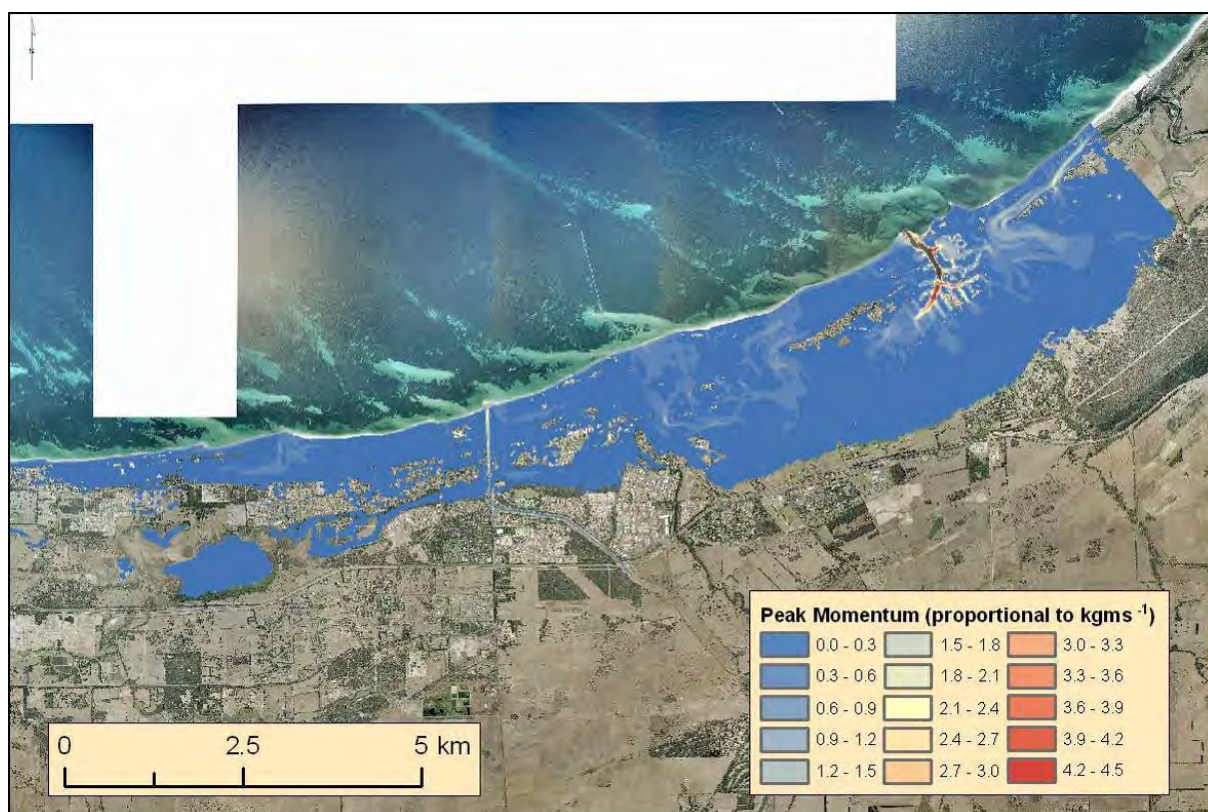 Peak Momentum (proportional to kgms -1)
0.0 - 0.3 1.5 - 1.8 3.0 - 3.3
0.3 - 0.6 1.8 - 2.1 3.3 - 3.6
0.6 - 0.9 2.1 - 2.4 3.6 - 3.9
0.9 - 1.2 2.4 - 2.7 3.9 - 4.2
1.2 - 1.5 2.7 - 3.0 4.2 - 4.5
0 2.5 5 km